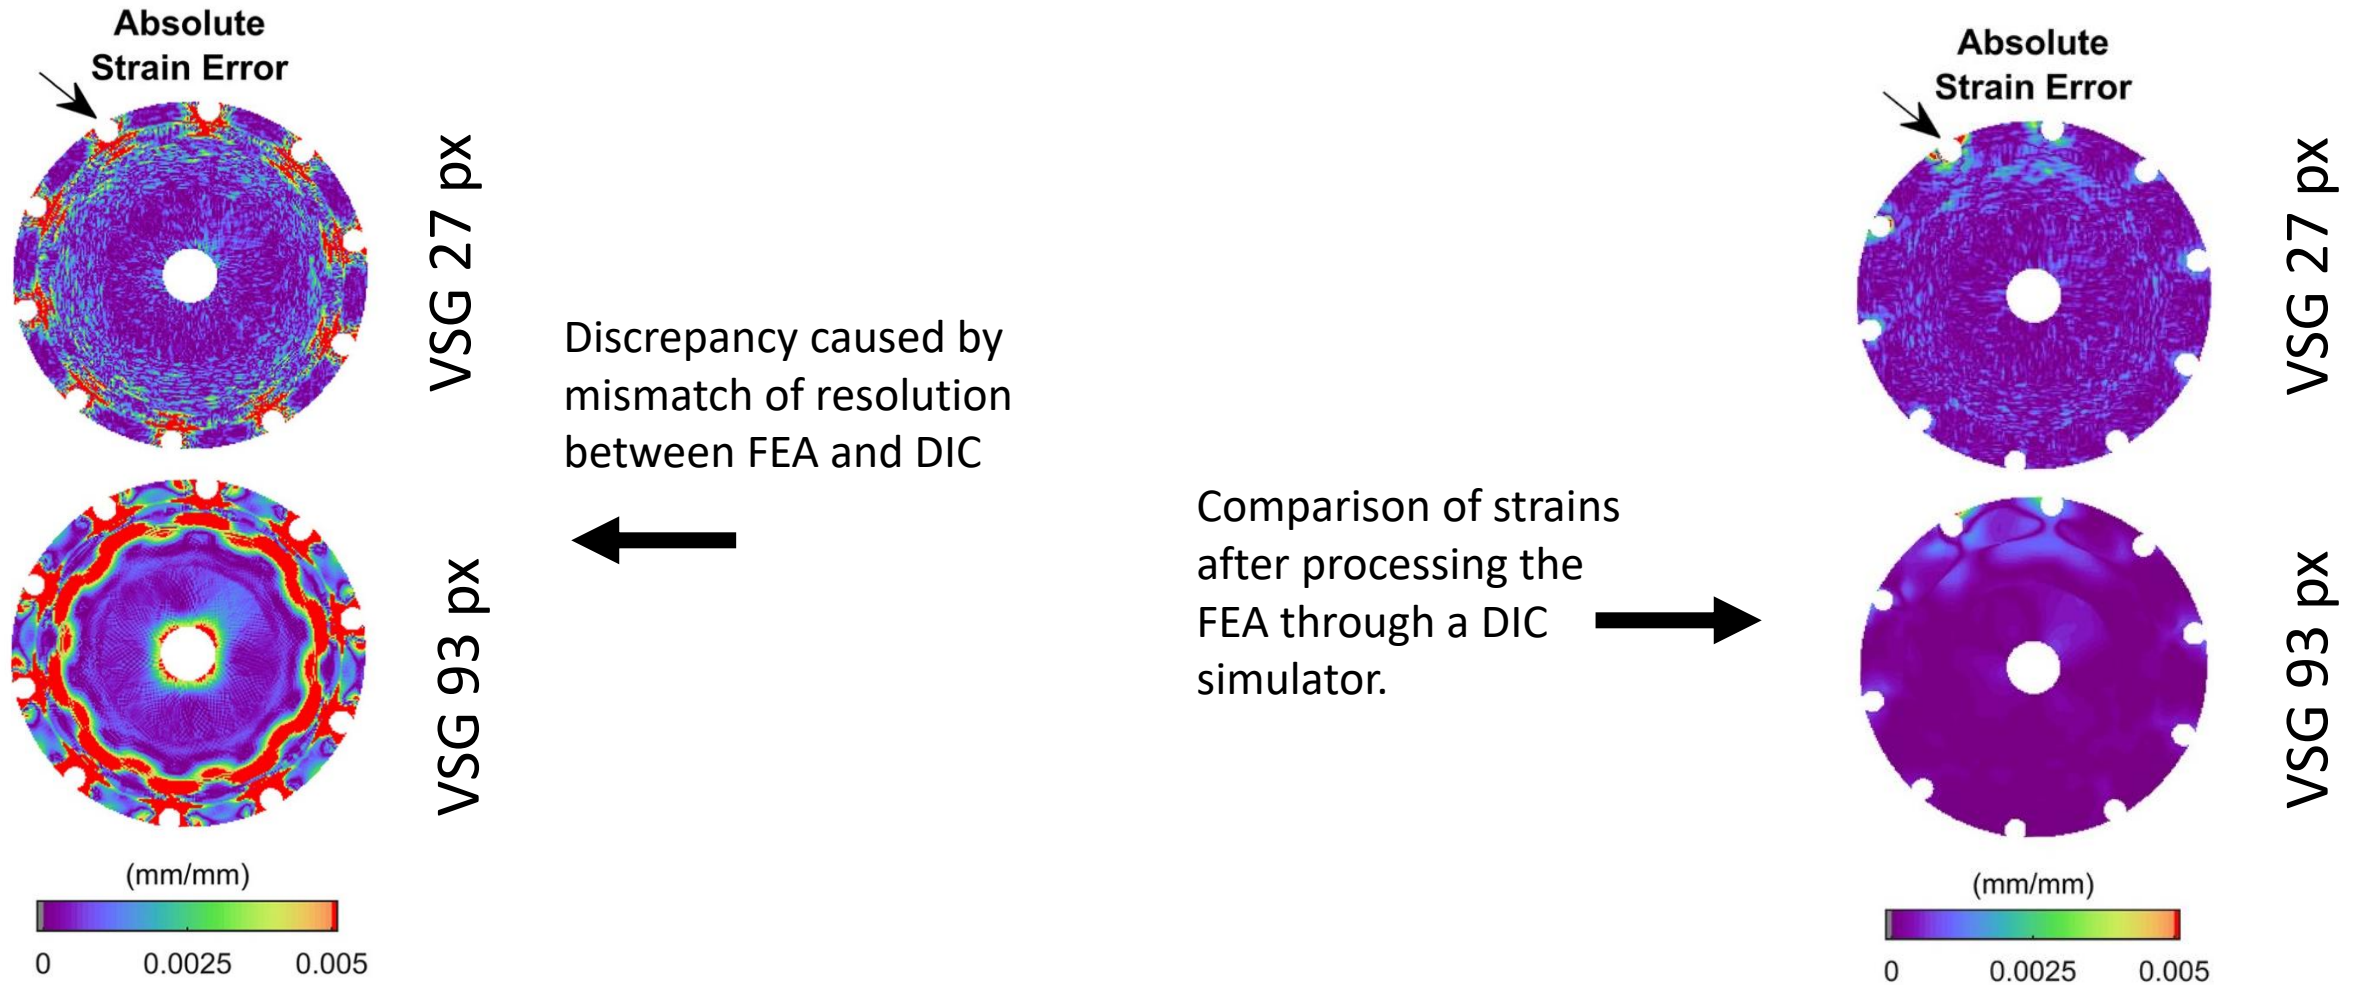 Absolute
Strain Error
VSG 27 px
VSG 93 px
(mm/mm)
0 0.0025 0.005
Discrepancy caused by
mismatch of resolution
between FEA and DIC
Comparison of strains
after processing the
FEA through a DIC
simulator.
Absolute
Strain Error
VSG 27 px
VSG 93 px
(mm/mm)
0 0.0025 0.005